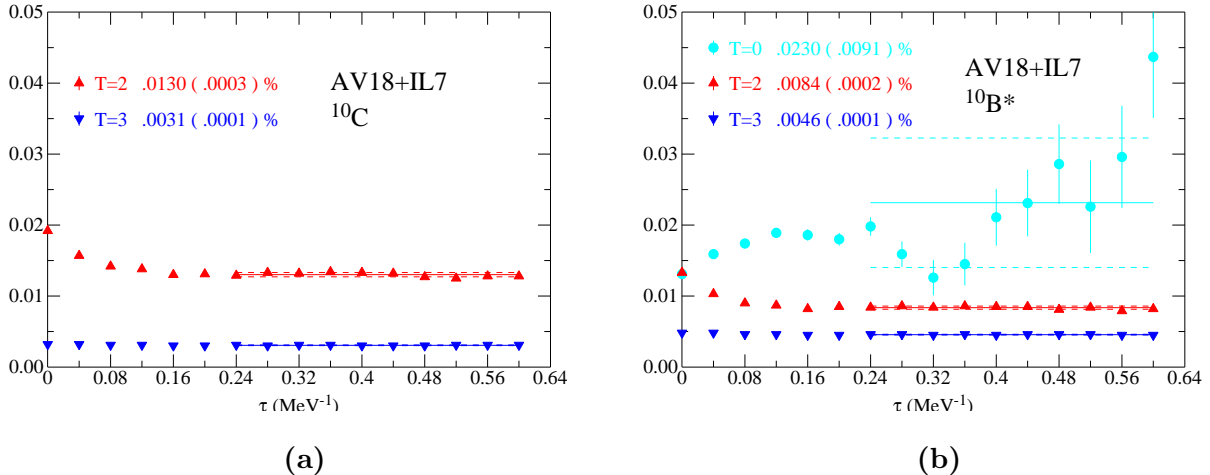 0.05
0.04
0.03
0.02
0.01
0.00
T=2 .0130 ( .0003 ) %
T=3 .0031 ( .0001 ) %
AV18+IL7
¹⁰C
0 0.08 0.16 0.24 0.32 0.4 0.48 0.56 0.64
τ (MeV⁻¹)
(a)
0.05
0.04
0.03
0.02
0.01
0.00
T=0 .0230 ( .0091 ) %
T=2 .0084 ( .0002 ) %
T=3 .0046 ( .0001 ) %
AV18+IL7
¹⁰B*
0 0.08 0.16 0.24 0.32 0.4 0.48 0.56 0.64
τ (MeV⁻¹)
(b)